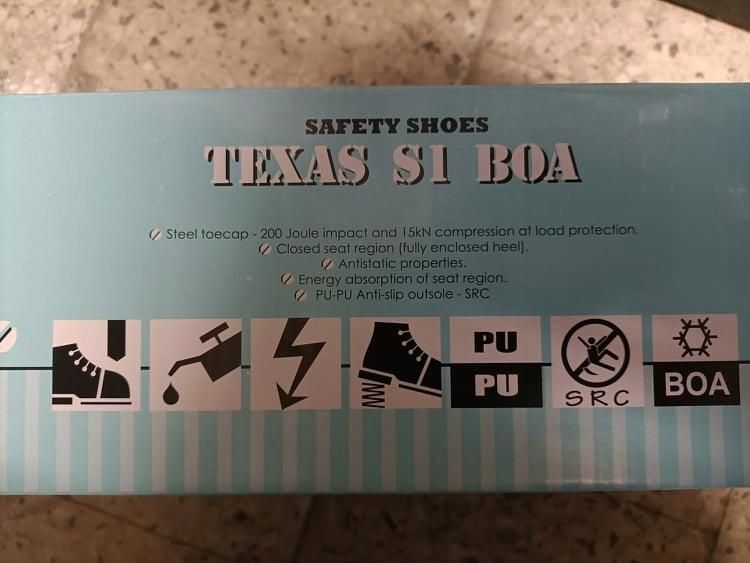 SAFETY SHOES
TEXAS S1 BOA
Steel toecap - 200 Joule impact and 15kN compression at load protection.
Closed seat region (fully enclosed heel).
Antistatic properties.
Energy absorption of seat region.
PU-PU Anti-slip outsole - SRC
PU
PU
SRC
BOA